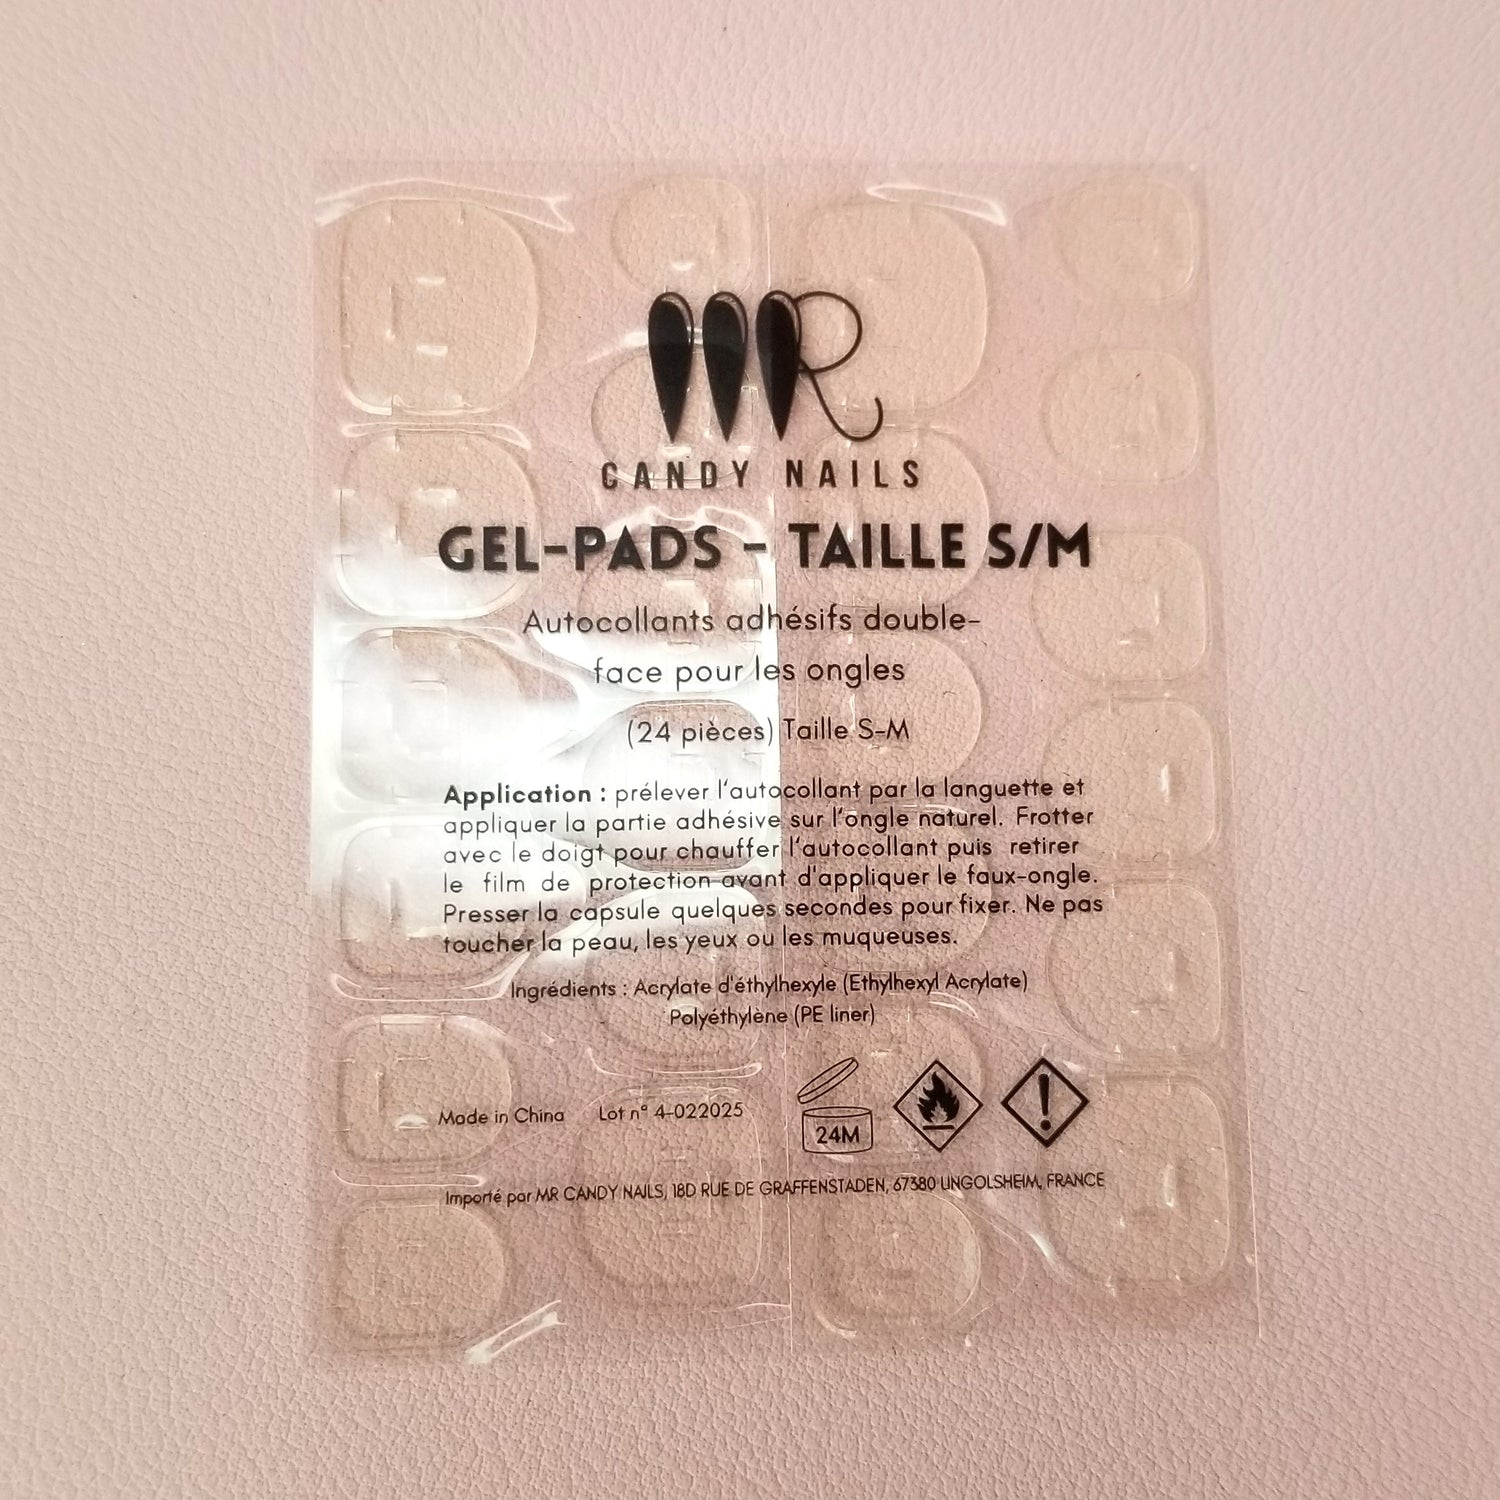 MR
CANDY NAILS
GEL-PADS - TAILLE S/M
Autocollants adhésifs double-
face pour les ongles
(24 pièces) Taille S-M
Application : prélever l'autocollant par la languette et
appliquer la partie adhésive sur l'ongle naturel. Frotter
avec le doigt pour chauffer l'autocollant puis retirer
le film de protection avant d'appliquer le faux-ongle.
Presser la capsule quelques secondes pour fixer. Ne pas
toucher la peau, les yeux ou les muqueuses.
Ingrédients : Acrylate d'éthylhexyle (Ethylhexyl Acrylate)
Polyéthylène (PE liner)
Made in China Lot n° 4-022025
24M
Importé par MR CANDY NAILS, 18D RUE DE GRAFFENSTADEN, 67380 LINGOLSHEIM, FRANCE